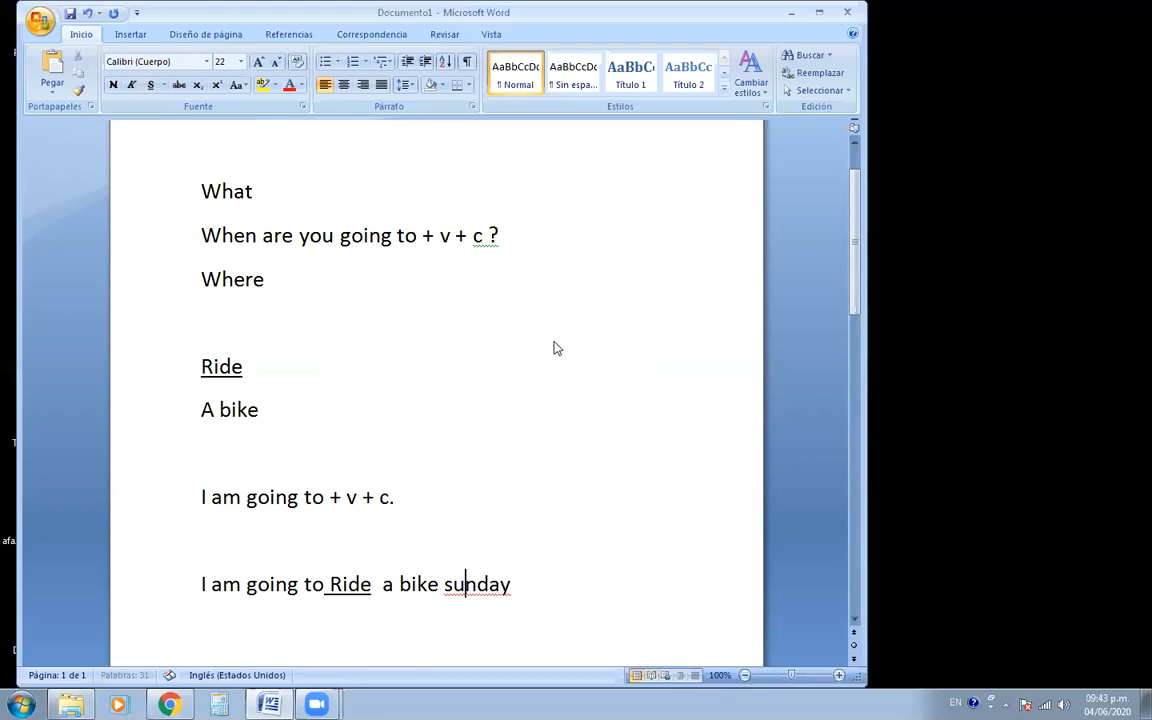 Documento1 - Microsoft Word
Inicio Insertar Diseño de página Referencias Correspondencia Revisar Vista
Calibri (Cuerpo) 22
Pegar
AaBbCcDc AaBbCcDc AaBbC AaBbCc
¶ Normal ¶ Sin espa... Título 1 Título 2
Cambiar estilos
Buscar
Reemplazar
Seleccionar
Portapapeles Fuente Párrafo Estilos Edición
What
When are you going to + v + c ?
Where
Ride
A bike
I am going to + v + c.
I am going to Ride a bike sunday
Página: 1 de 1 Palabras: 31 Inglés (Estados Unidos) 100%
EN 09:43 p.m.
04/06/2020